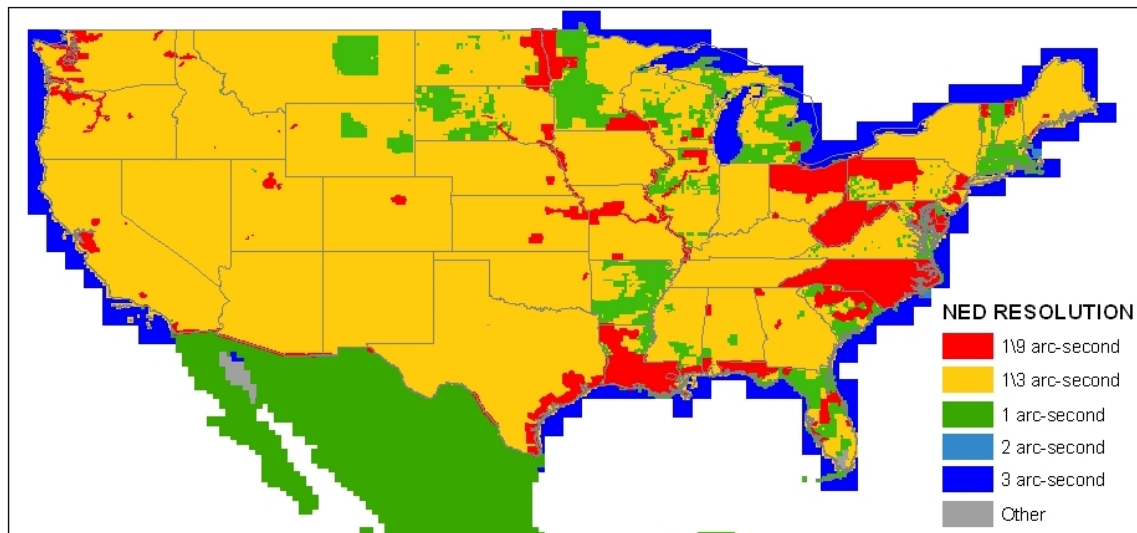 NED RESOLUTION
1\9 arc-second
1\3 arc-second
1 arc-second
2 arc-second
3 arc-second
Other